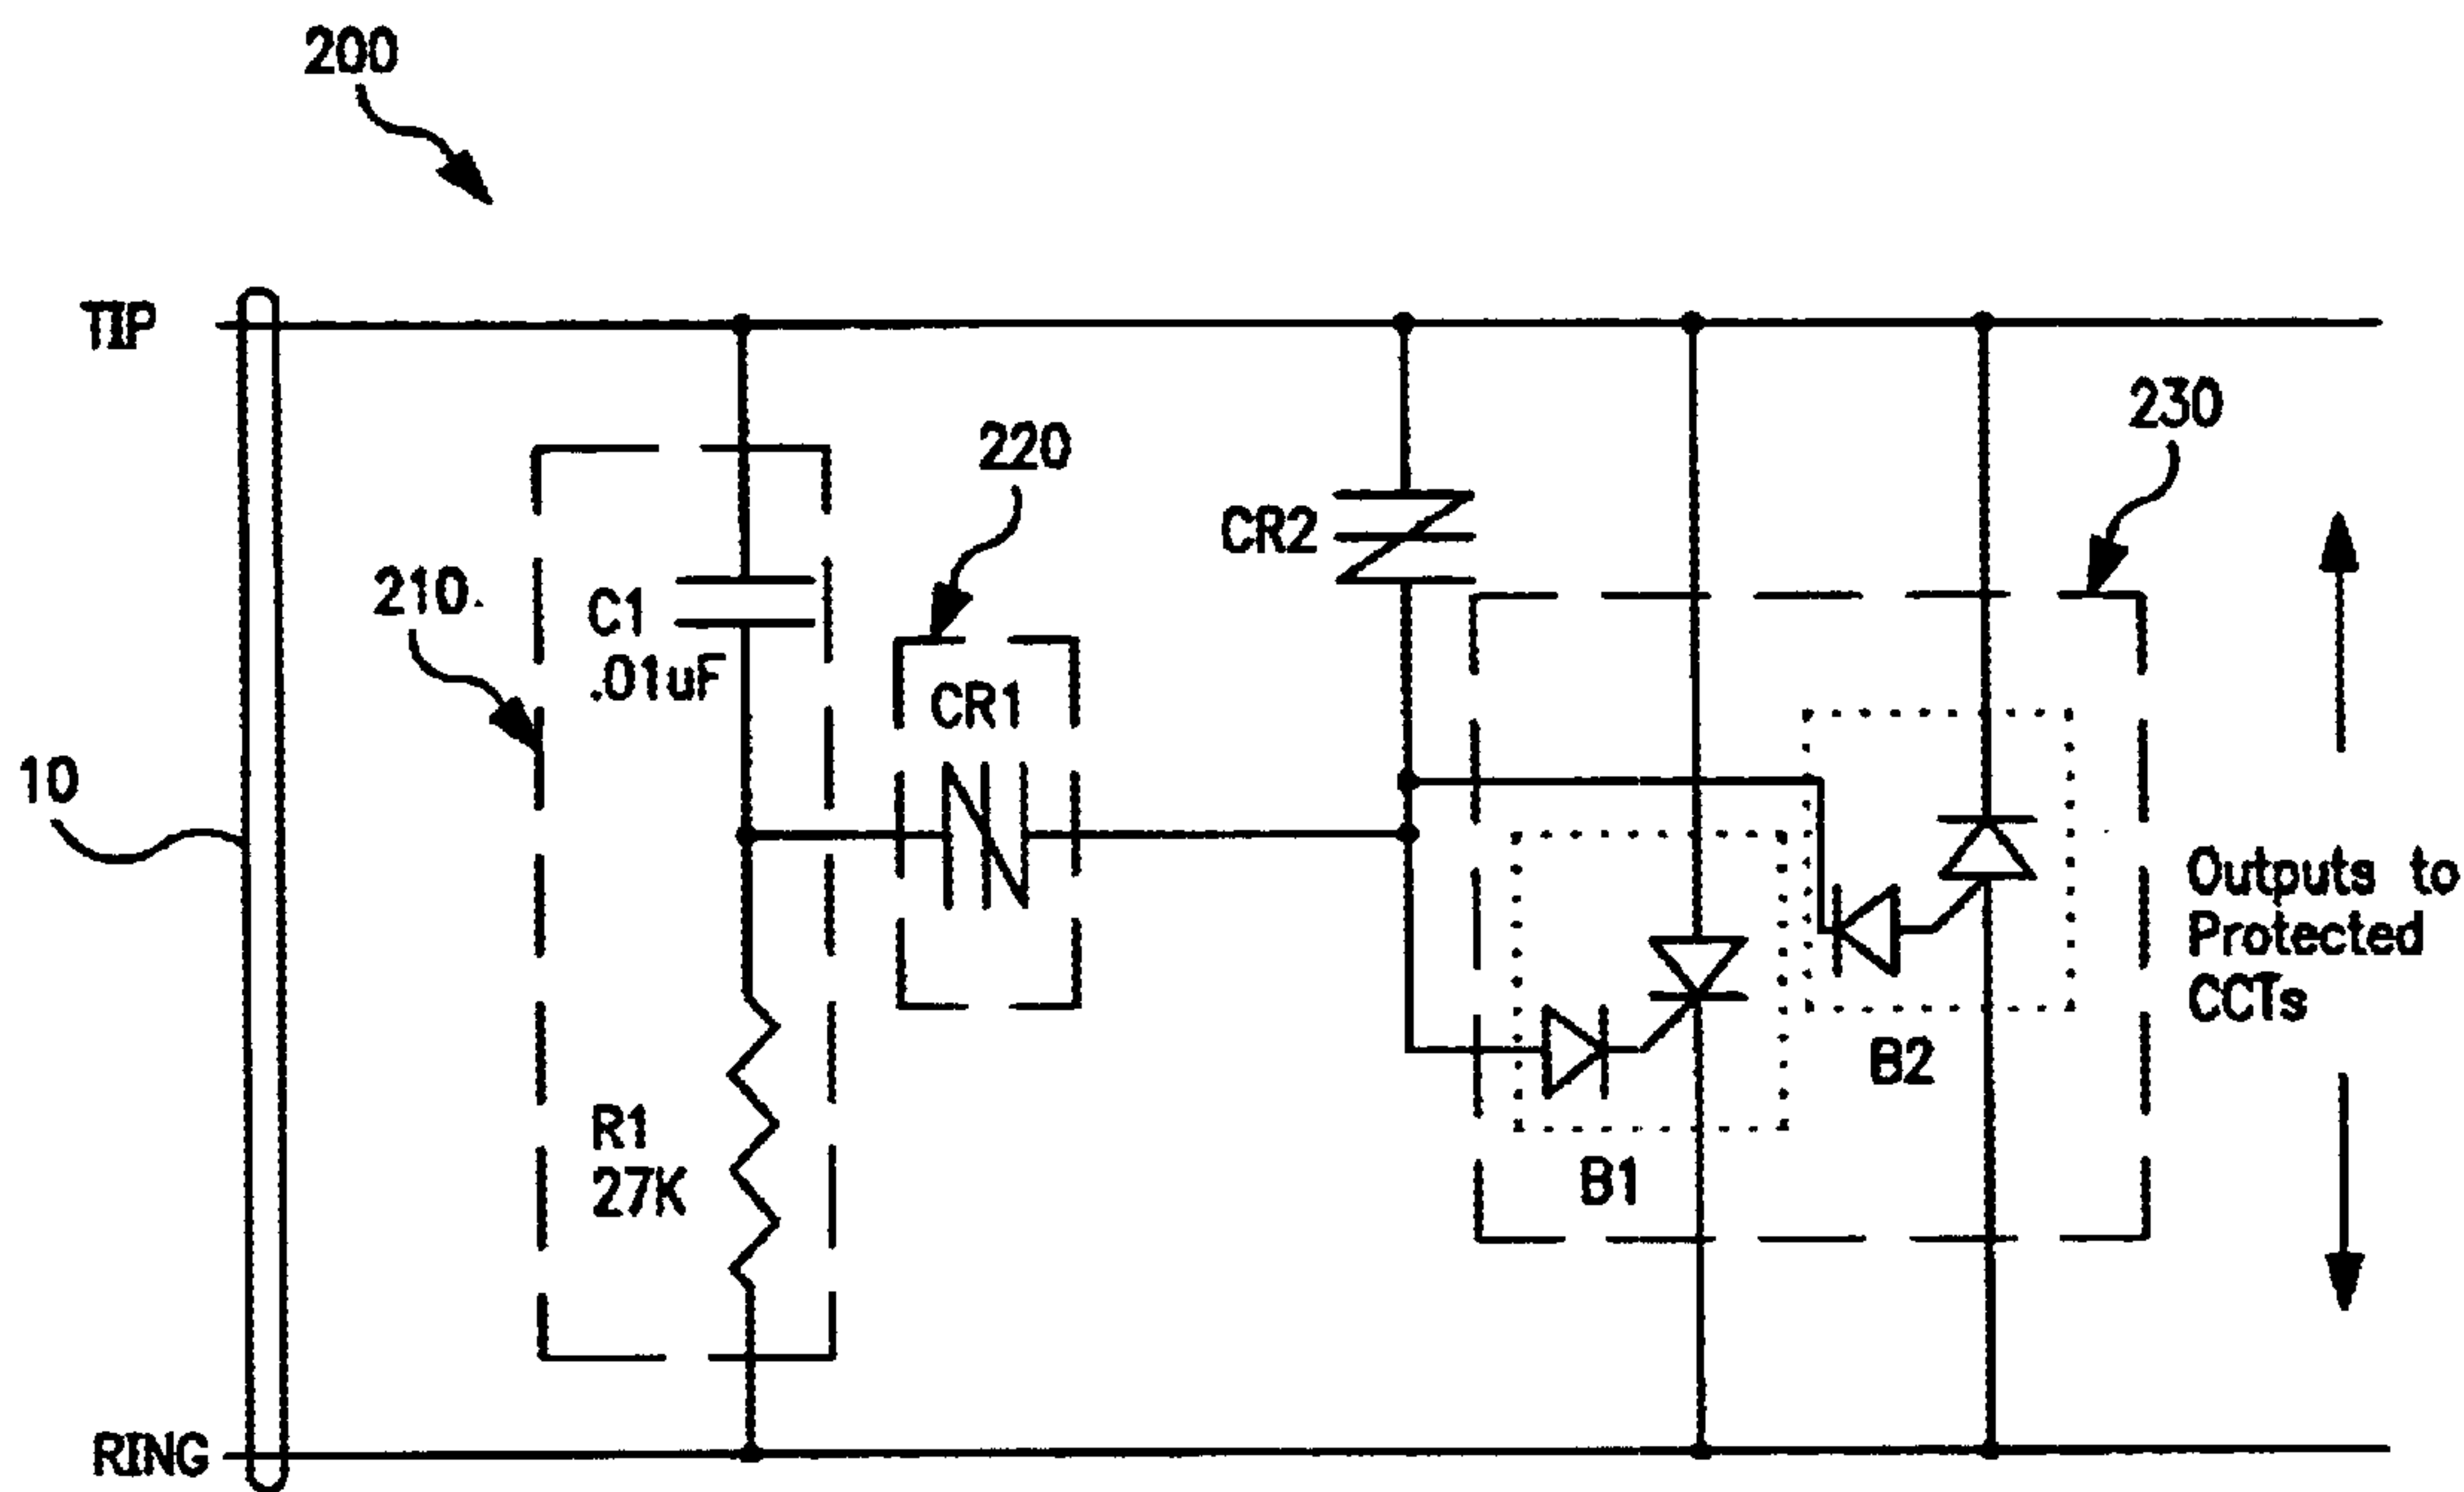 200
TIP
230
220
CR2
210
C1
.01uF
CR1
10
Outputs to
Protected
CCTs
B2
R1
27K
B1
RING